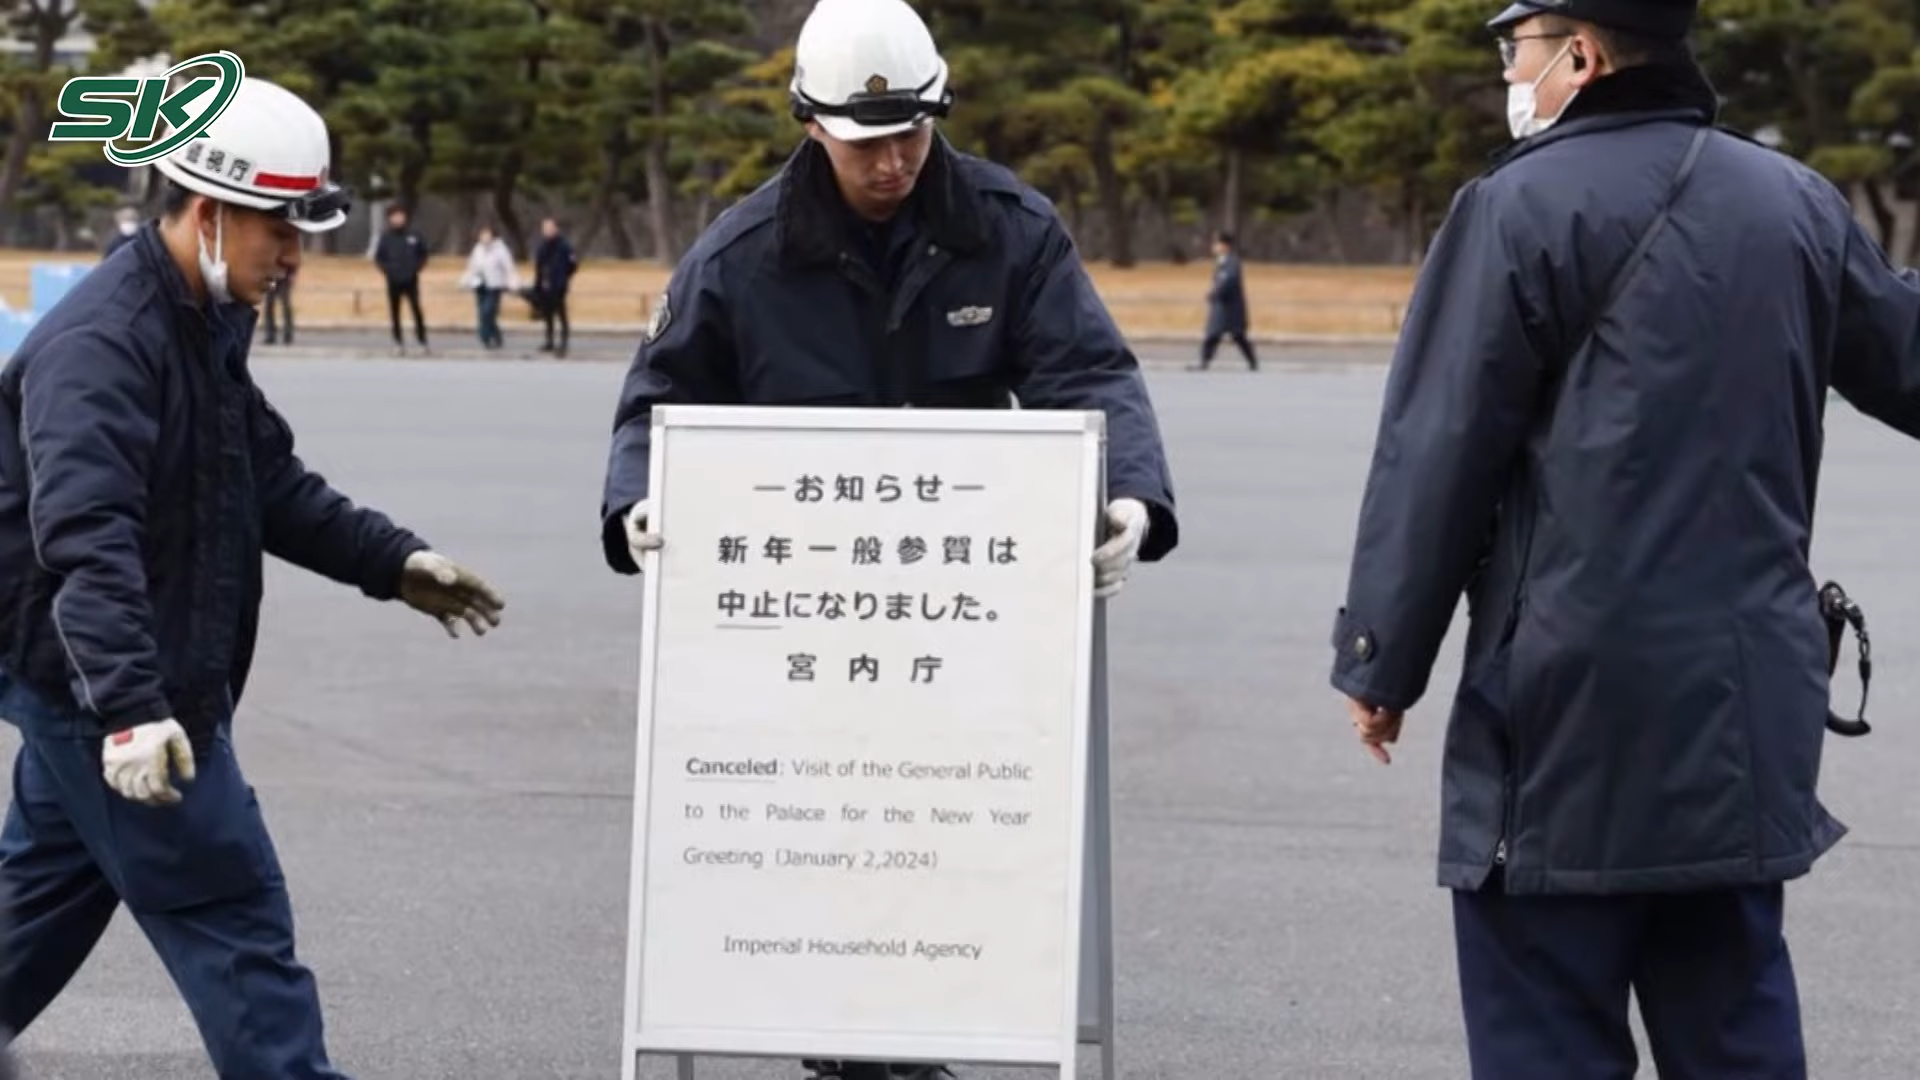 SK
視庁
—お知らせ—
新年一般参賀は
中止になりました。
宮内庁
Canceled: Visit of the General Public
to the Palace for the New Year
Greeting (January 2,2024)
Imperial Household Agency